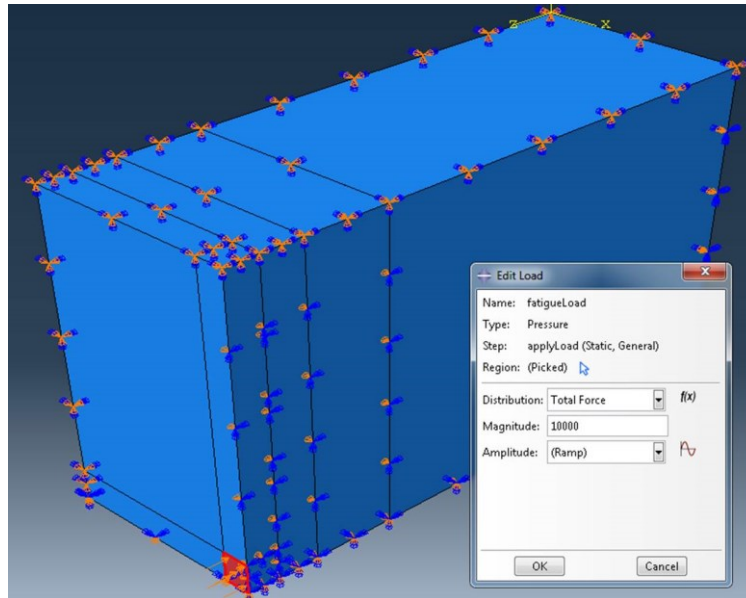 Z X
Edit Load
X
Name: fatigueLoad
Type: Pressure
Step: applyLoad (Static, General)
Region: (Picked)
Distribution: Total Force f(x)
Magnitude: 10000
Amplitude: (Ramp)
OK Cancel